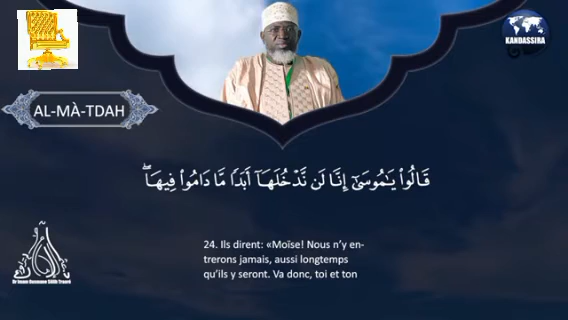 KANDASSIRA
AL-MÀ-TDAH
قَالُوا۟ يَـٰمُوسَىٰٓ إِنَّا لَن نَّدْخُلَهَآ أَبَدًا مَّا دَامُوا۟ فِيهَا ۖ
24. Ils dirent: «Moïse! Nous n’y en-
trerons jamais, aussi longtemps
qu’ils y seront. Va donc, toi et ton